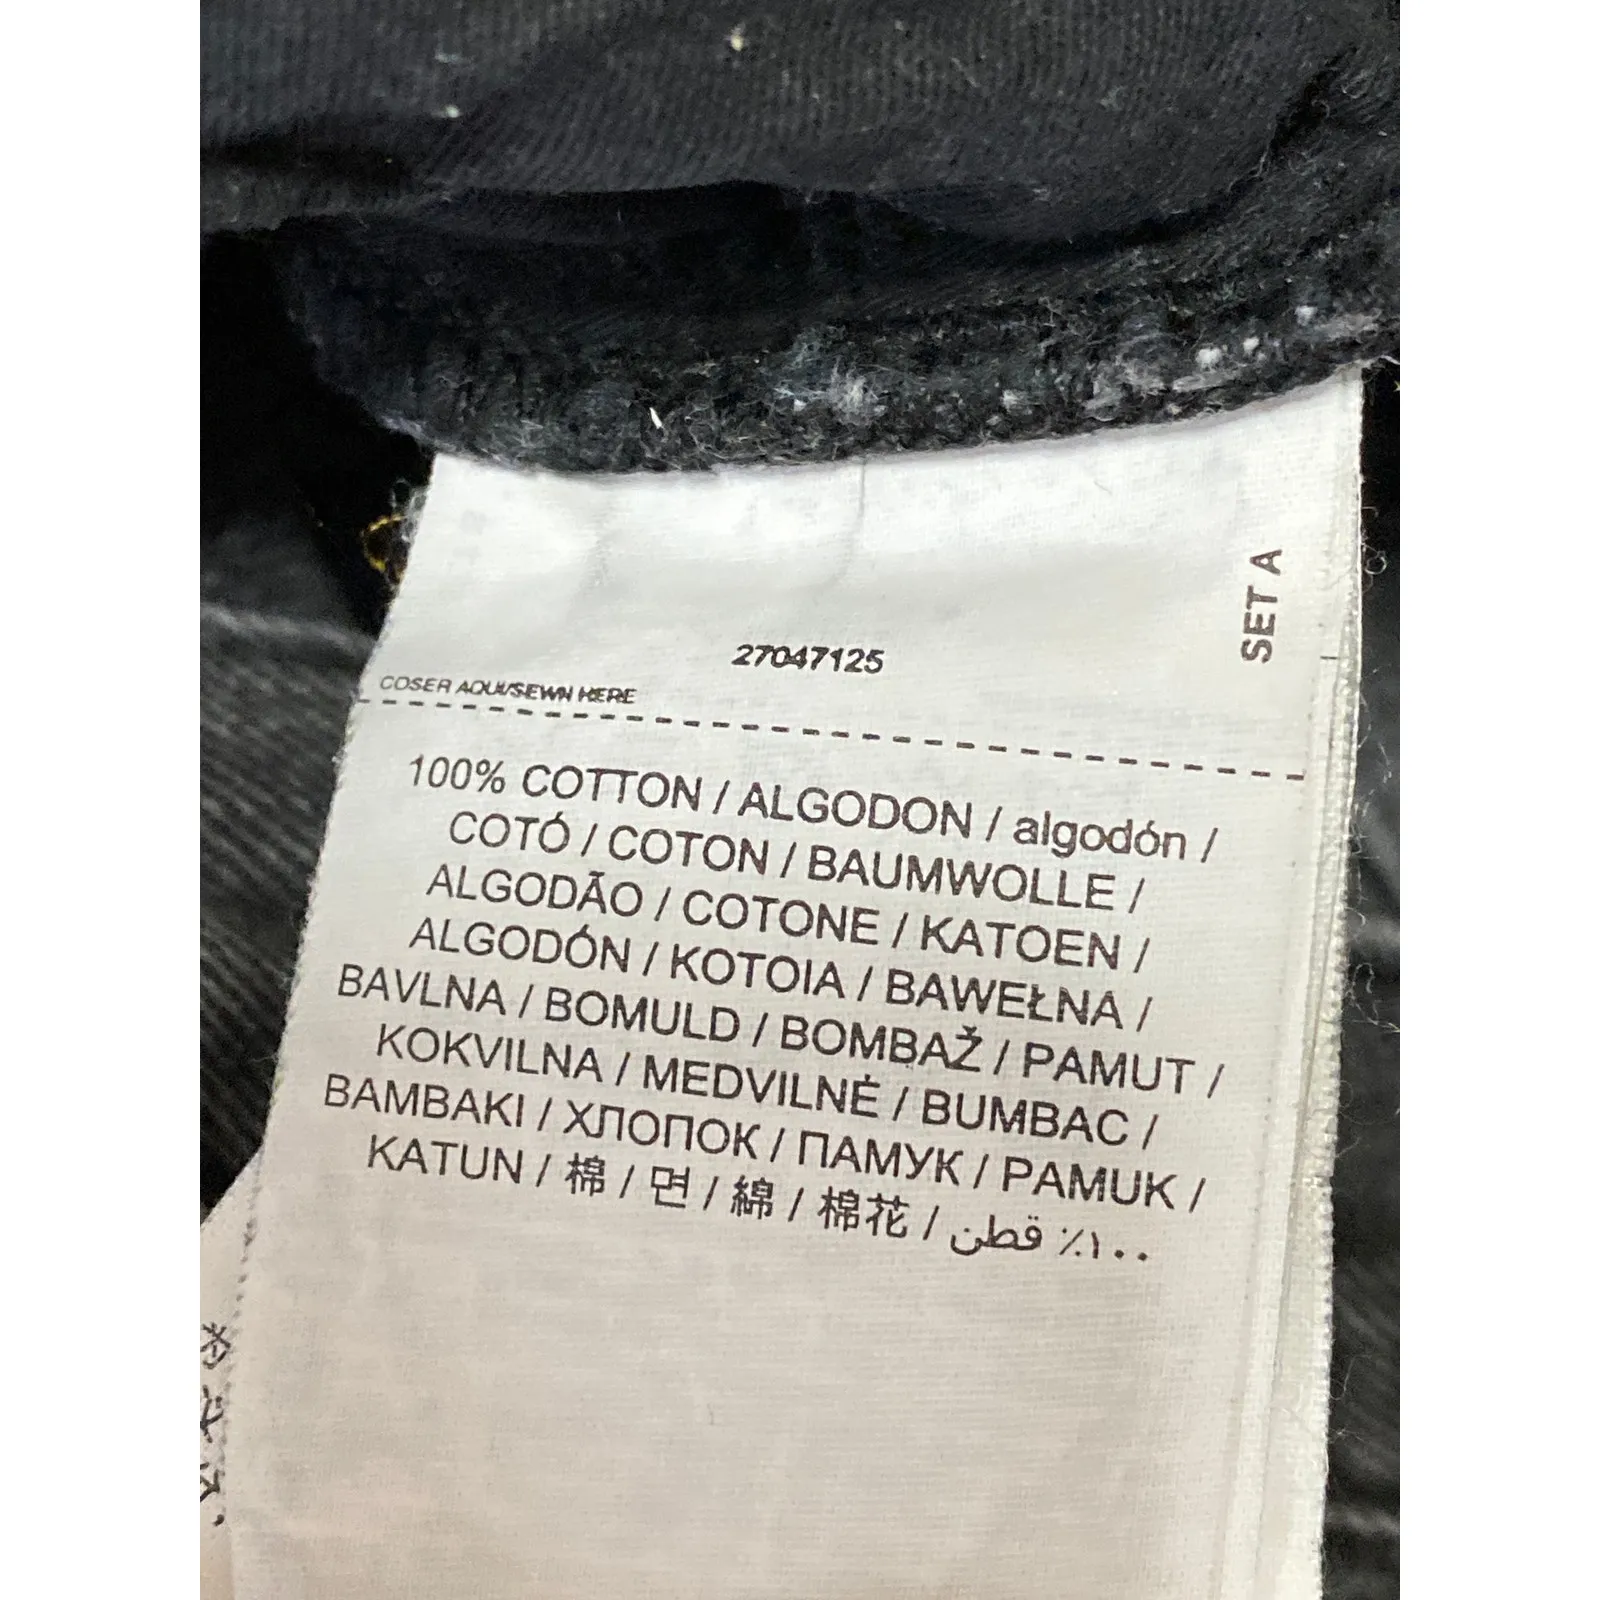 SET A
27047125
COSER AQUI/SEWN HERE
100% COTTON / ALGODON / algodón /
COTÓ / COTON / BAUMWOLLE /
ALGODÃO / COTONE / KATOEN /
ALGODÓN / KOTOIA / BAWEŁNA /
BAVLNA / BOMULD / BOMBAŽ / PAMUT /
KOKVILNA / MEDVILNĖ / BUMBAC /
BAMBAKI / ХЛОПОК / ПАМУК / PAMUK /
KATUN / 棉 / 면 / 綿 / 棉花 / ١٠٠٪ قطن